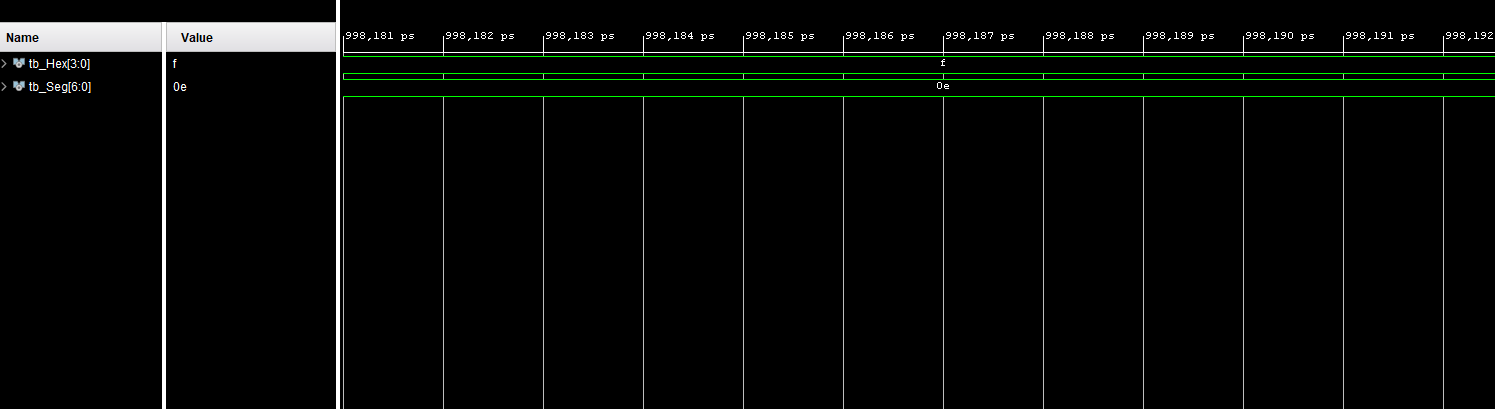 Name Value
998,181 ps 998,182 ps 998,183 ps 998,184 ps 998,185 ps 998,186 ps 998,187 ps 998,188 ps 998,189 ps 998,190 ps 998,191 ps 998,192
tb_Hex[3:0] f f
tb_Seg[6:0] 0e 0e